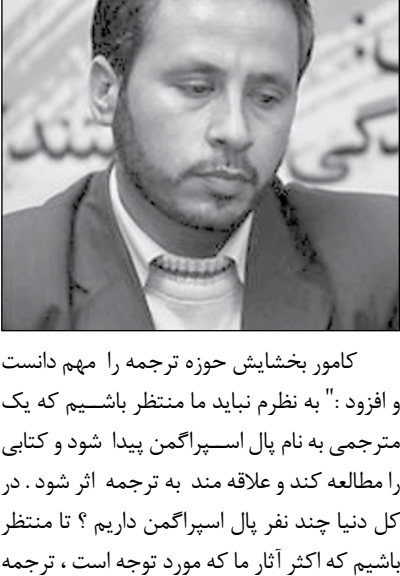 کامور بخشایش حوزه ترجمه را مهم دانست
و افزود :" به نظرم نباید ما منتظر باشــیم که یک
مترجمی به نام پال اســپراگمن پیدا شود و کتابی
را مطالعه کند و علاقه مند به ترجمه اثر شود . در
کل دنیا چند نفر پال اسپراگمن داریم ؟ تا منتظر
باشیم که اکثر آثار ما که مورد توجه است ، ترجمه